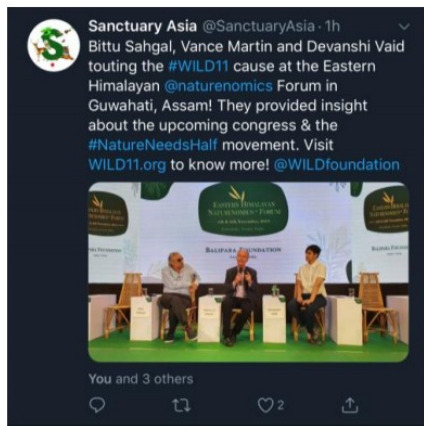 Sanctuary Asia @SanctuaryAsia · 1h
Bittu Sahgal, Vance Martin and Devanshi Vaid
touting the #WILD11 cause at the Eastern
Himalayan @naturenomics Forum in
Guwahati, Assam! They provided insight
about the upcoming congress & the
#NatureNeedsHalf movement. Visit
WILD11.org to know more! @WILDfoundation
EASTERN HIMALAYAN
NATURENOMICS FORUM
BALIPARA FOUNDATION
You and 3 others
2